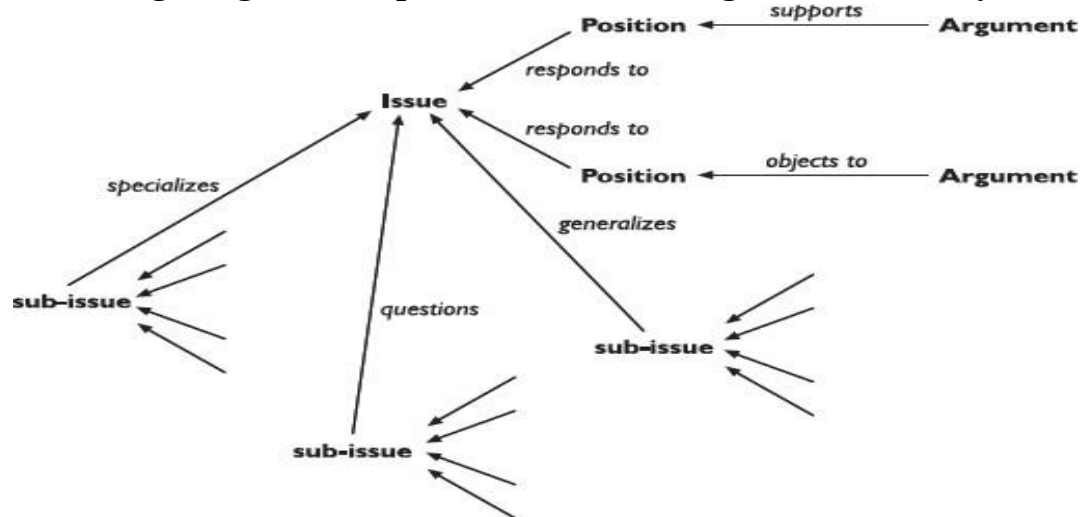 supports
Position
Argument
responds to
Issue
responds to
objects to
Position
Argument
specializes
generalizes
sub-issue
questions
sub-issue
sub-issue